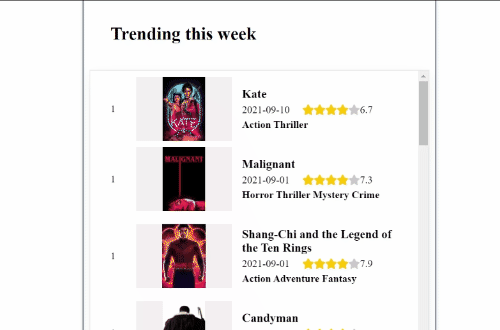 Trending this week
1
Kate
2021-09-10 6.7
Action Thriller
KATE
1
Malignant
2021-09-01 7.3
Horror Thriller Mystery Crime
MALIGNANT
1
Shang-Chi and the Legend of
the Ten Rings
2021-09-01 7.9
Action Adventure Fantasy
Candyman